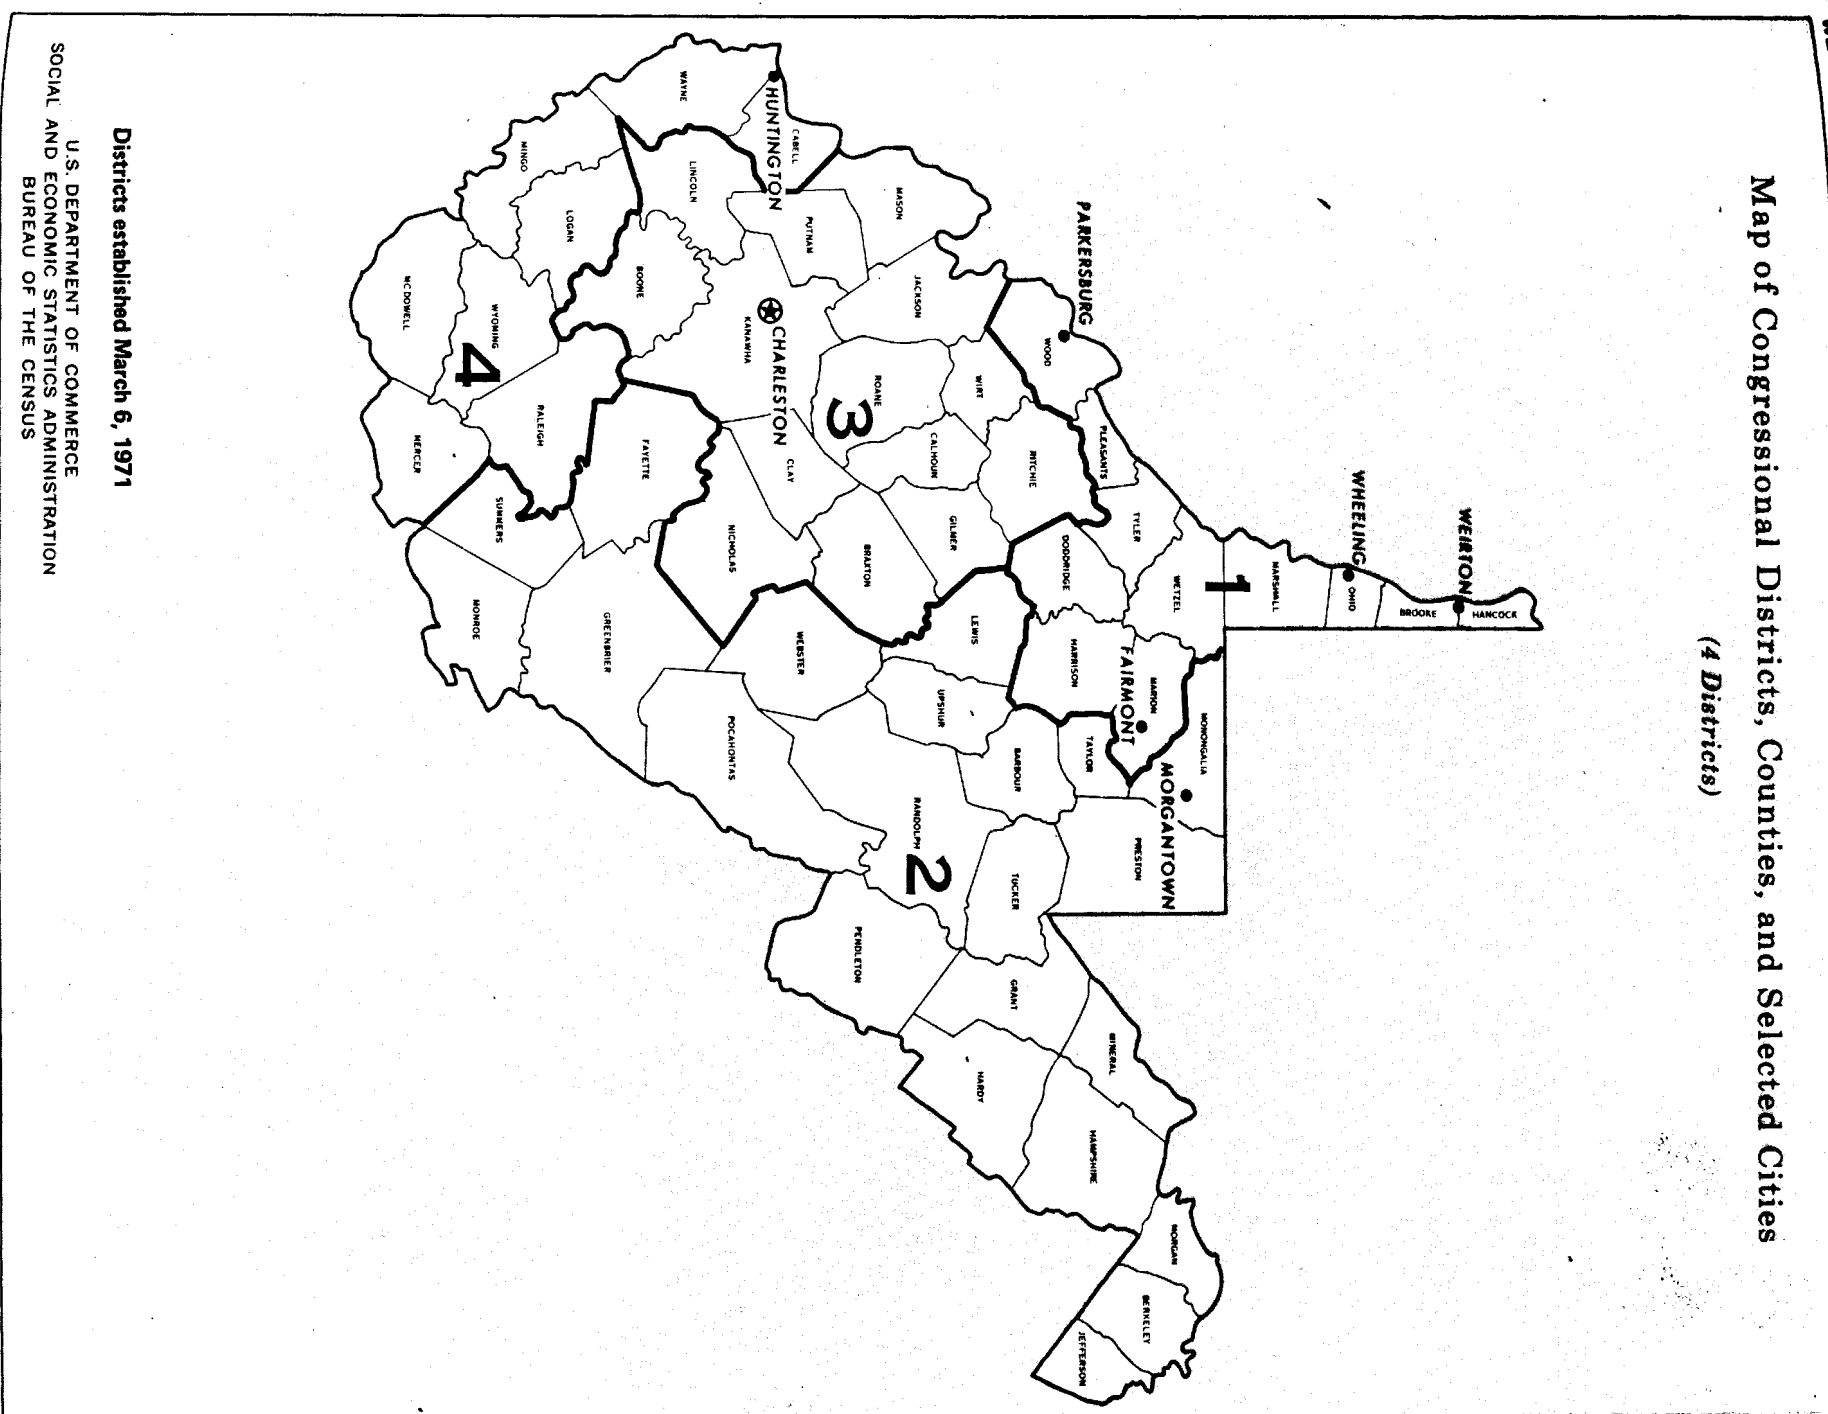 Map of Congressional Districts, Counties, and Selected Cities
(4 Districts)
WEIRTON
HANCOCK
BROOKE
WHEELING
OHIO
MARSHALL
1
WETZEL
TYLER
PLEASANTS
PARKERSBURG
WOOD
DODDRIDGE
HARRISON
MARION
FAIRMONT
MONONGALIA
MORGANTOWN
TAYLOR
PRESTON
MORGAN
BERKELEY
JEFFERSON
MINERAL
HAMPSHIRE
RITCHIE
WIRT
JACKSON
MASON
CALHOUN
GILMER
LEWIS
UPSHUR
BARBOUR
TUCKER
GRANT
HARDY
ROANE
3
BRAXTON
RANDOLPH
2
PENDLETON
CABELL
HUNTINGTON
PUTNAM
CHARLESTON
KANAWHA
CLAY
NICHOLAS
WEBSTER
POCAHONTAS
WAYNE
LINCOLN
BOONE
FAYETTE
GREENBRIER
MINGO
LOGAN
WYOMING
4
RALEIGH
SUMMERS
MONROE
MCDOWELL
MERCER
Districts established March 6, 1971
U.S. DEPARTMENT OF COMMERCE
SOCIAL AND ECONOMIC STATISTICS ADMINISTRATION
BUREAU OF THE CENSUS